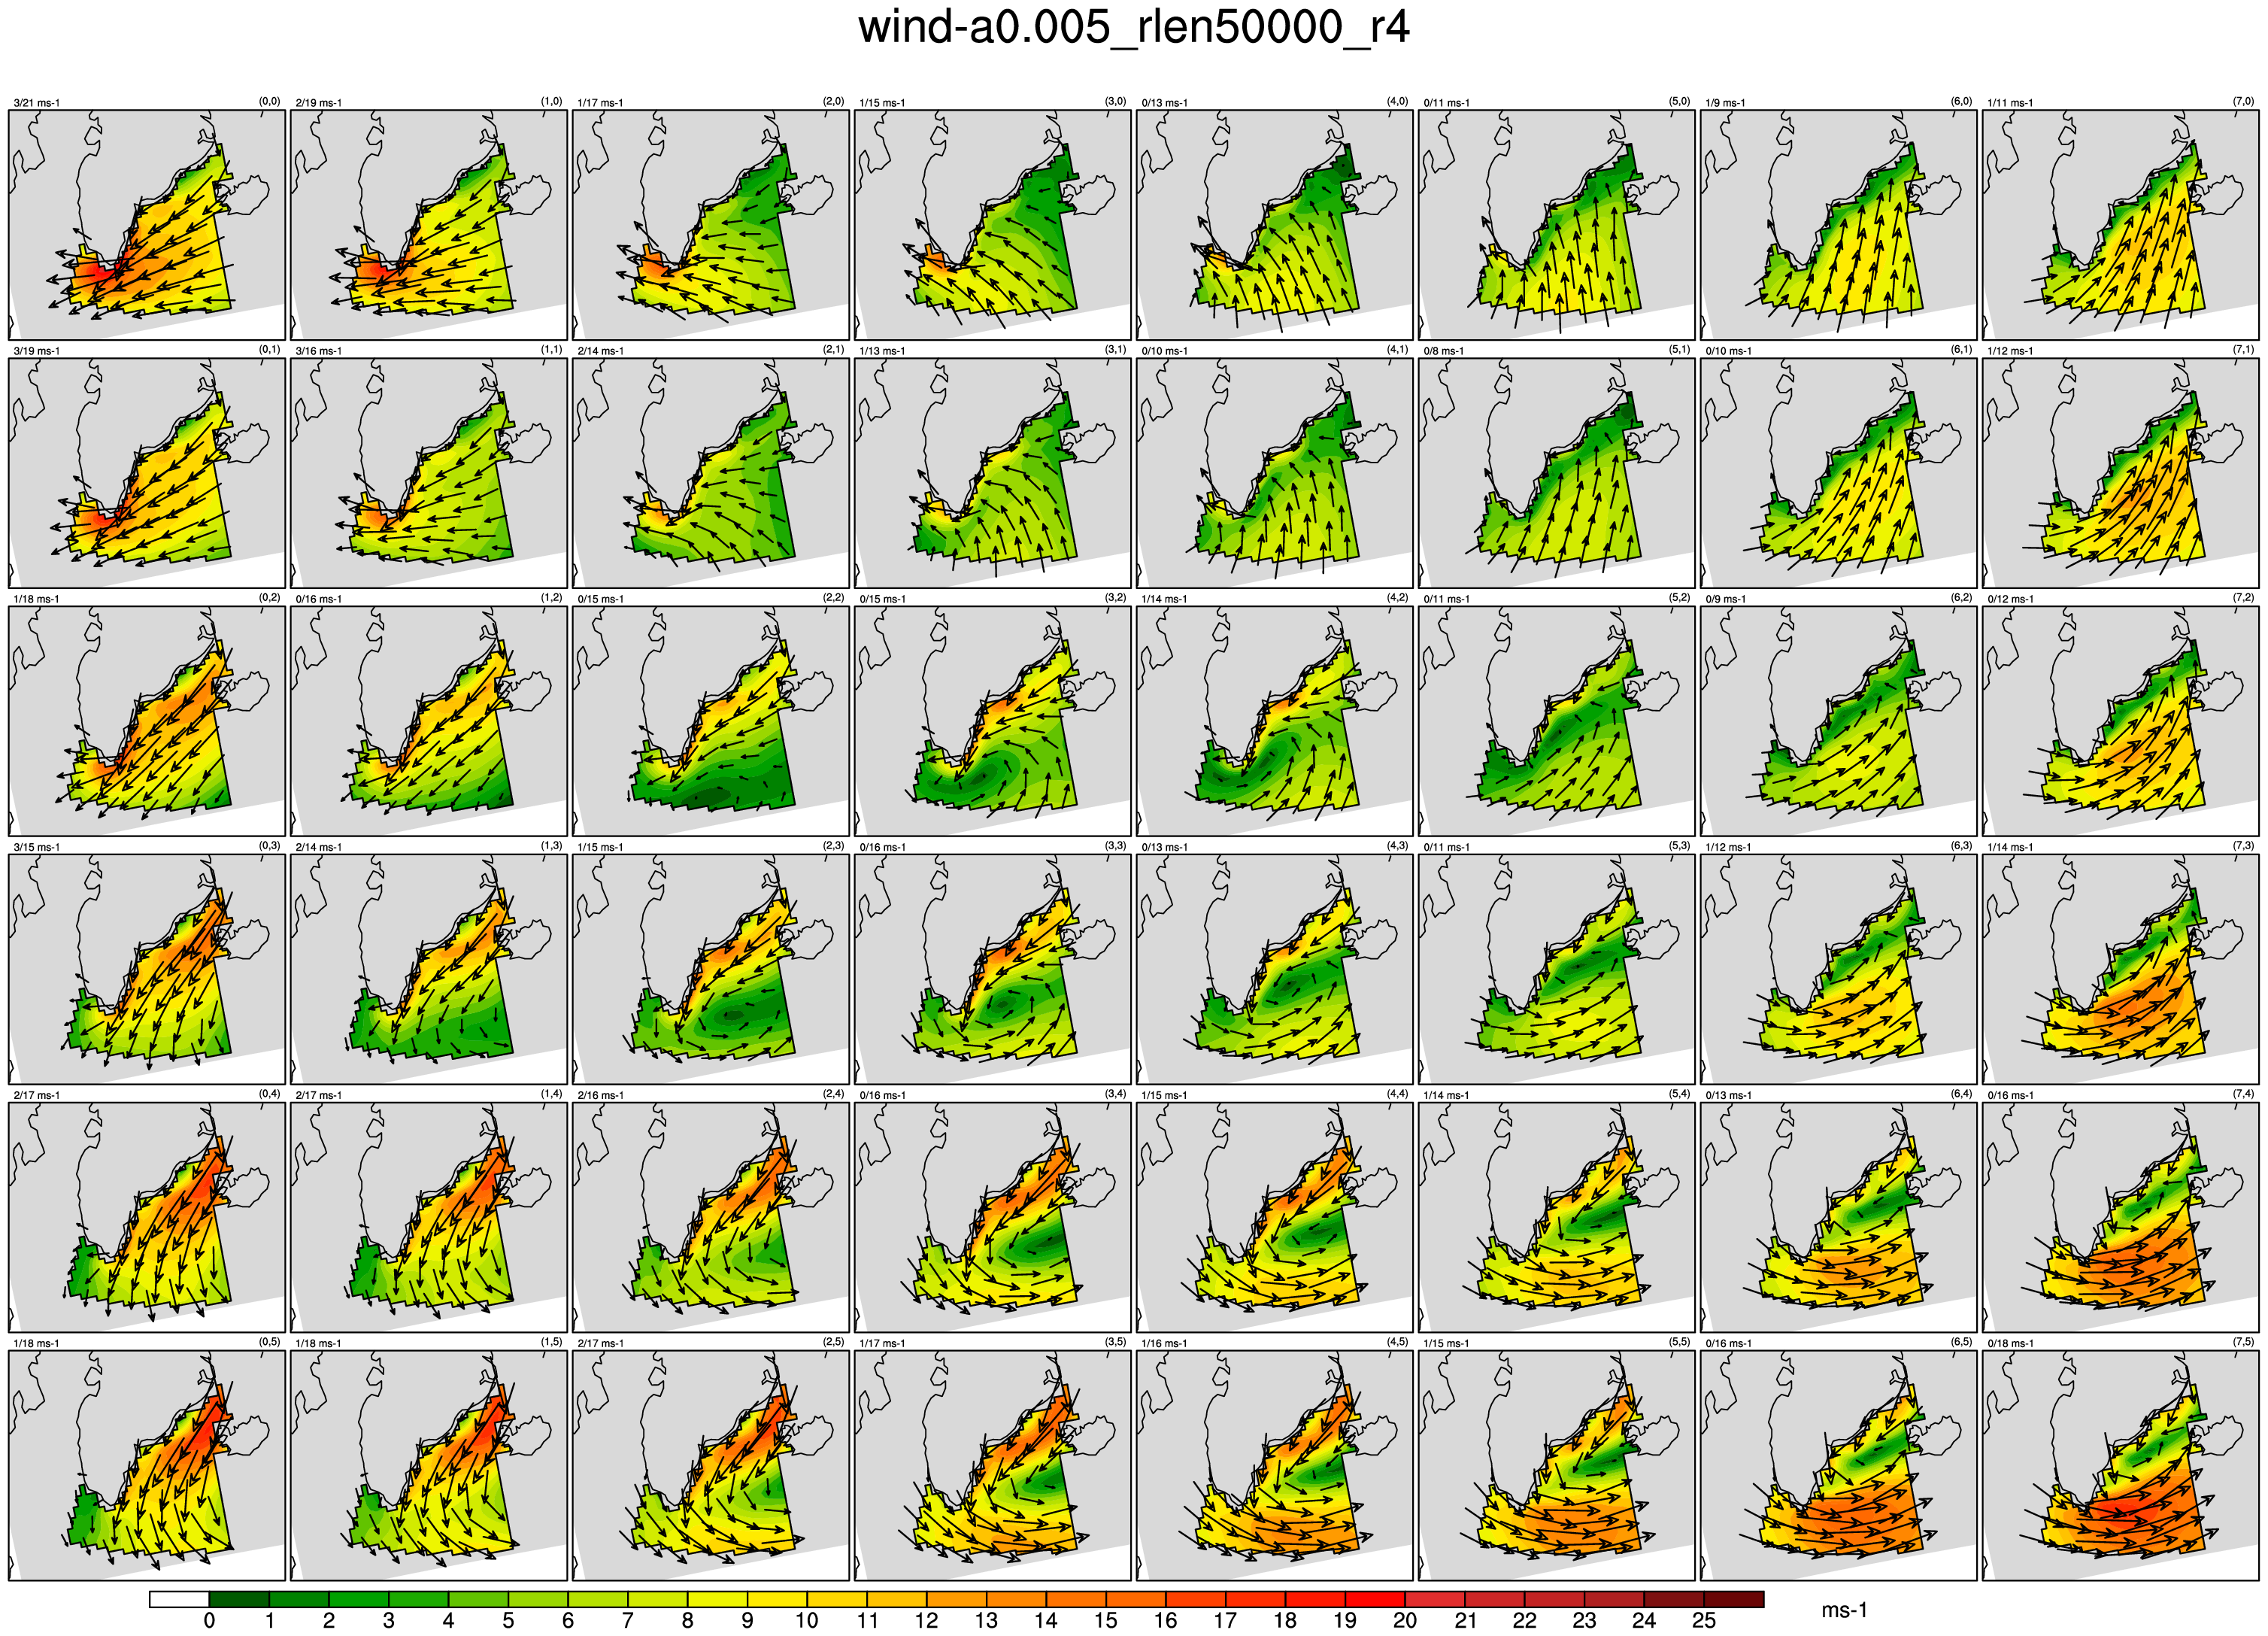 wind-a0.005_rlen50000_r4
3/21 ms-1 (0,0) 2/19 ms-1 (1,0) 1/17 ms-1 (2,0) 1/15 ms-1 (3,0) 0/13 ms-1 (4,0) 0/11 ms-1 (5,0) 1/9 ms-1 (6,0) 1/11 ms-1 (7,0)
3/19 ms-1 (0,1) 3/16 ms-1 (1,1) 2/14 ms-1 (2,1) 1/13 ms-1 (3,1) 0/10 ms-1 (4,1) 0/8 ms-1 (5,1) 0/10 ms-1 (6,1) 1/12 ms-1 (7,1)
1/18 ms-1 (0,2) 0/16 ms-1 (1,2) 0/15 ms-1 (2,2) 0/15 ms-1 (3,2) 1/14 ms-1 (4,2) 0/11 ms-1 (5,2) 0/9 ms-1 (6,2) 0/12 ms-1 (7,2)
3/15 ms-1 (0,3) 2/14 ms-1 (1,3) 1/15 ms-1 (2,3) 0/16 ms-1 (3,3) 0/13 ms-1 (4,3) 0/11 ms-1 (5,3) 1/12 ms-1 (6,3) 1/14 ms-1 (7,3)
2/17 ms-1 (0,4) 2/17 ms-1 (1,4) 2/16 ms-1 (2,4) 0/16 ms-1 (3,4) 1/15 ms-1 (4,4) 1/14 ms-1 (5,4) 0/13 ms-1 (6,4) 0/16 ms-1 (7,4)
1/18 ms-1 (0,5) 1/18 ms-1 (1,5) 2/17 ms-1 (2,5) 1/17 ms-1 (3,5) 1/16 ms-1 (4,5) 1/15 ms-1 (5,5) 0/16 ms-1 (6,5) 0/18 ms-1 (7,5)
0 1 2 3 4 5 6 7 8 9 10 11 12 13 14 15 16 17 18 19 20 21 22 23 24 25 ms-1